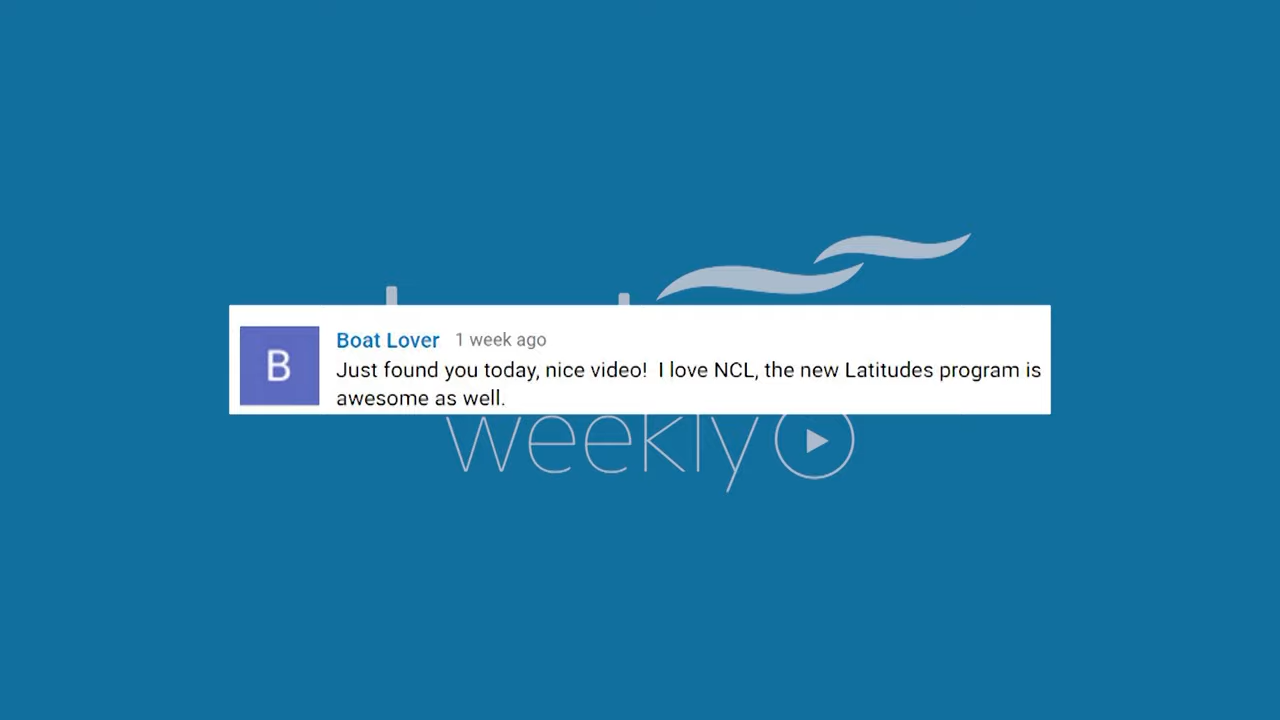 B
Boat Lover 1 week ago
Just found you today, nice video! I love NCL, the new Latitudes program is
awesome as well.
weekly